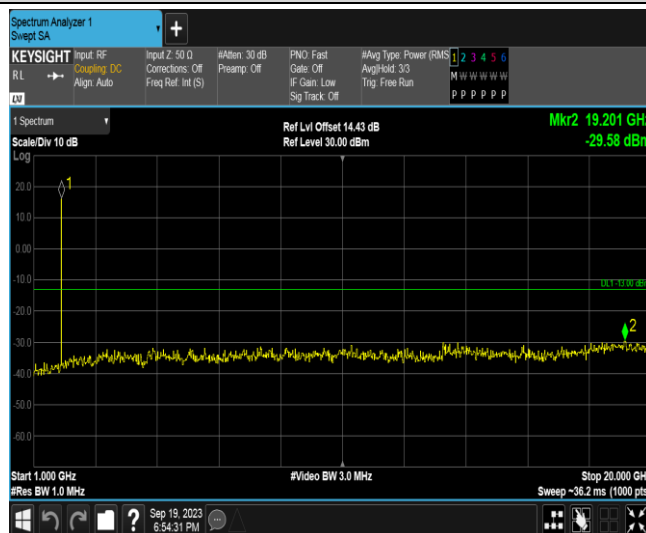 Spectrum Analyzer 1
Swept SA
+
KEYSIGHT Input: RF Input Z: 50 Ω #Atten: 30 dB PNO: Fast #Avg Type: Power (RMS 1 2 3 4 5 6
RL Coupling: DC Corrections: Off Preamp: Off Gate: Off Avg|Hold: 3/3 M W W W W W
Align: Auto Freq Ref: Int (S) IF Gain: Low Trig: Free Run
Sig Track: Off P P P P P P
LXI
1 Spectrum Ref Lvl Offset 14.43 dB Mkr2 19.201 GH
Scale/Div 10 dB Ref Level 30.00 dBm -29.58 dBm
Log
1
20.0
10.0
0.00
-10.0
DL1 -13.00 dB
-20.0
2
-30.0
-40.0
-50.0
-60.0
Start 1.000 GHz #Video BW 3.0 MHz Stop 20.000 GH
#Res BW 1.0 MHz Sweep ~36.2 ms (1000 pts
? Sep 19, 2023
6:54:31 PM